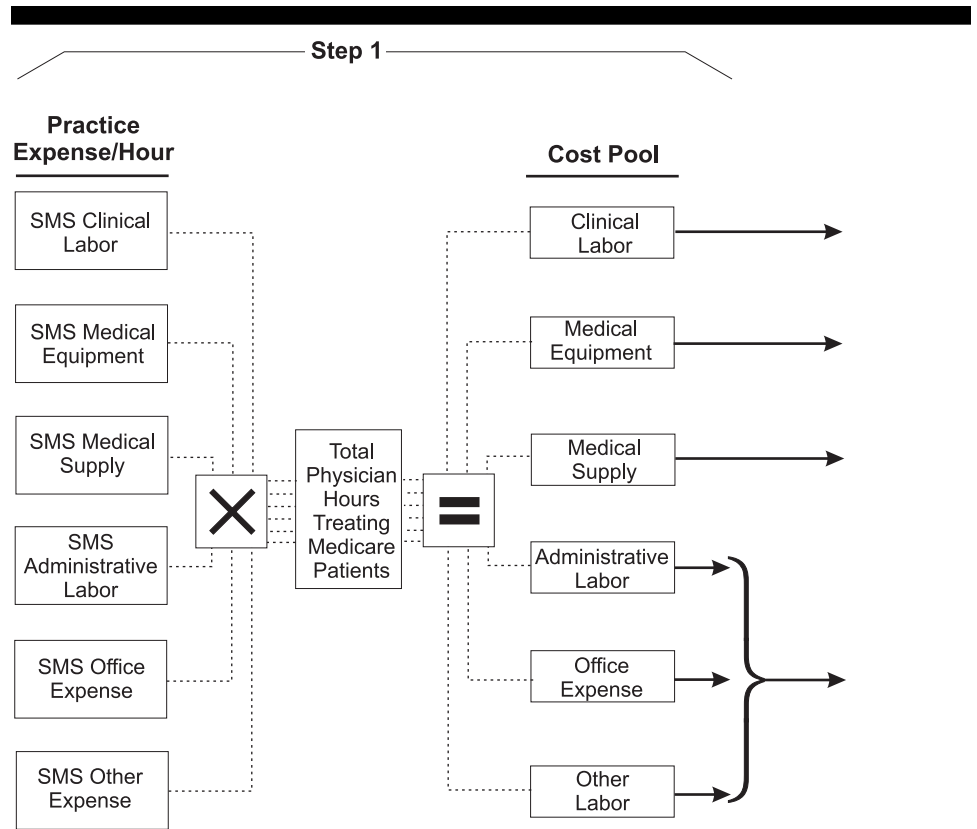 Step 1
Practice
Expense/Hour
Cost Pool
SMS Clinical
Labor
Clinical
Labor
SMS Medical
Equipment
Medical
Equipment
SMS Medical
Supply
Medical
Supply
Total
Physician
Hours
Treating
Medicare
Patients
×
=
SMS
Administrative
Labor
Administrative
Labor
SMS Office
Expense
Office
Expense
SMS Other
Expense
Other
Labor